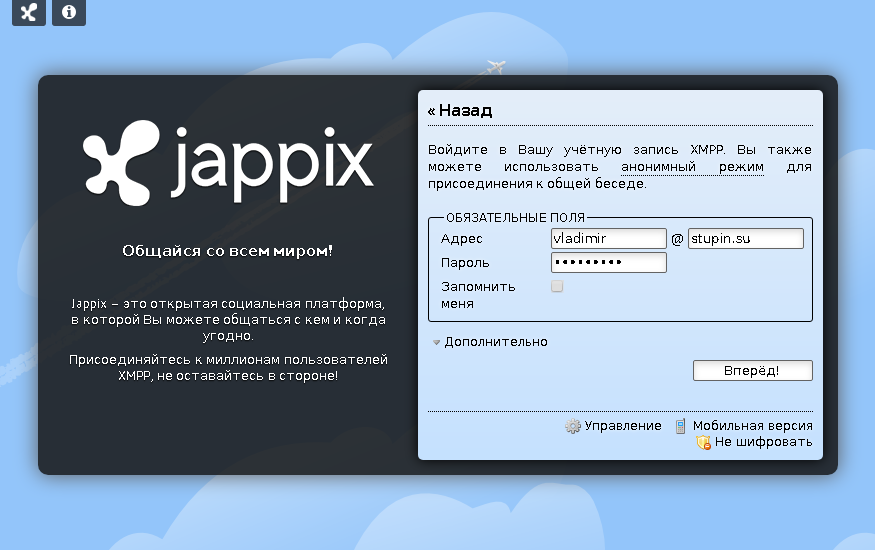 jappix
Общайся со всем миром!
Jappix – это открытая социальная платформа,
в которой Вы можете общаться с кем и когда
угодно.
Присоединяйтесь к миллионам пользователей
XMPP, не оставайтесь в стороне!
« Назад
Войдите в Вашу учётную запись XMPP. Вы также
можете использовать анонимный режим для
присоединения к общей беседе.
ОБЯЗАТЕЛЬНЫЕ ПОЛЯ
Адрес vladimir @ stupin.su
Пароль •••••••••
Запомнить
меня
Дополнительно
Вперёд!
Управление Мобильная версия
Не шифровать